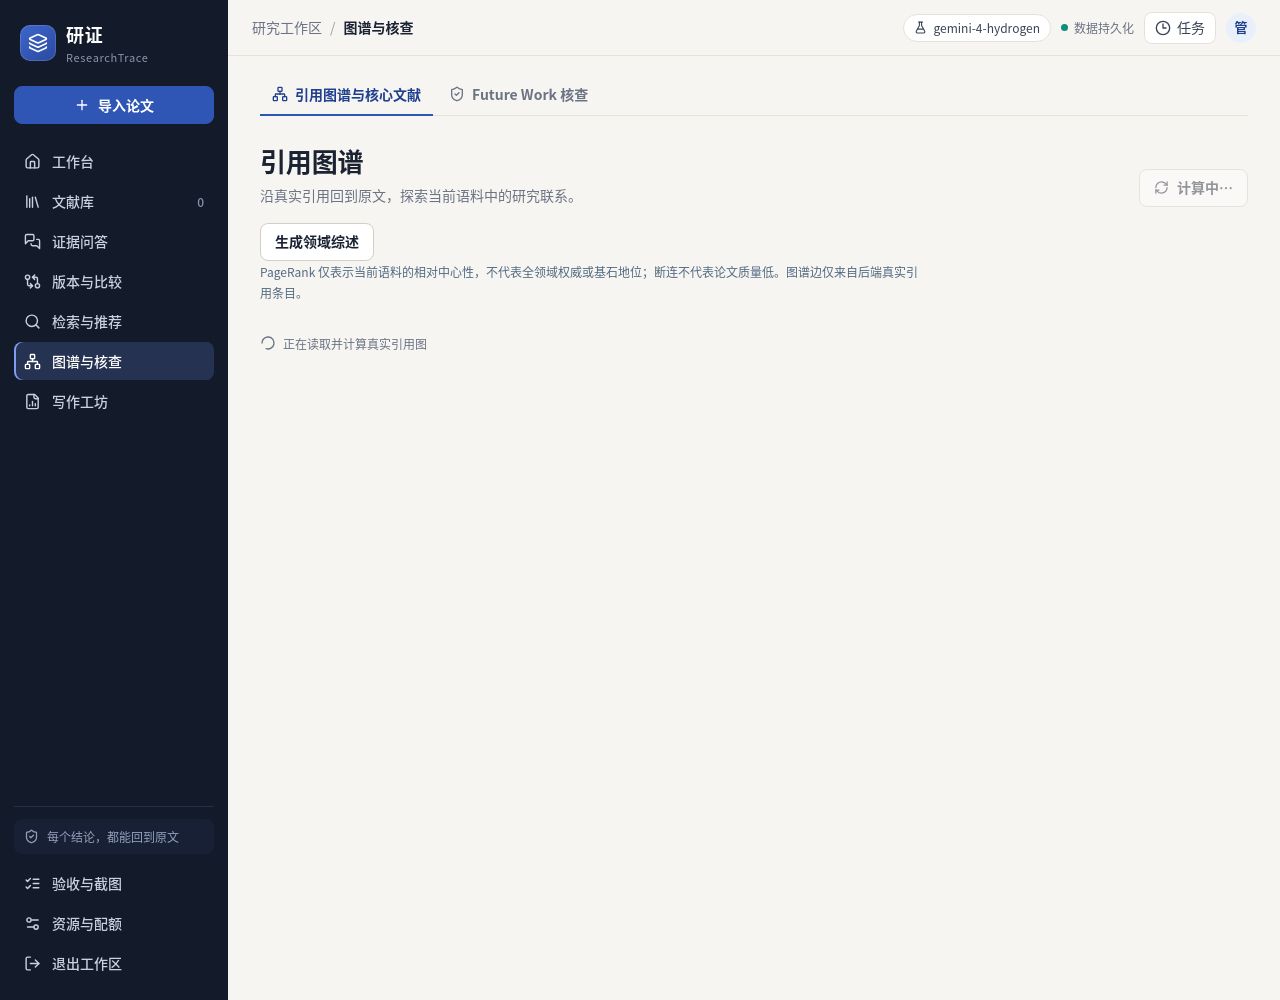 研证
ResearchTrace
导入论文
工作台
文献库 0
证据问答
版本与比较
检索与推荐
图谱与核查
写作工坊
每个结论，都能回到原文
验收与截图
资源与配额
退出工作区
研究工作区 / 图谱与核查
gemini-4-hydrogen
数据持久化
任务
管
引用图谱与核心文献
Future Work 核查
引用图谱
沿真实引用回到原文，探索当前语料中的研究联系。
计算中…
生成领域综述
PageRank 仅表示当前语料的相对中心性，不代表全领域权威或基石地位；断连不代表论文质量低。图谱边仅来自后端真实引
用条目。
正在读取并计算真实引用图